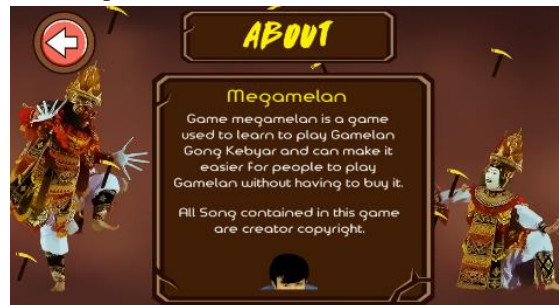 ABOUT
Megamelan
Game megamelan is a game
used to learn to play Gamelan
Gong Kebyar and can make it
easier for people to play
Gamelan without having to buy it.
All Song contained in this game
are creator copyright.